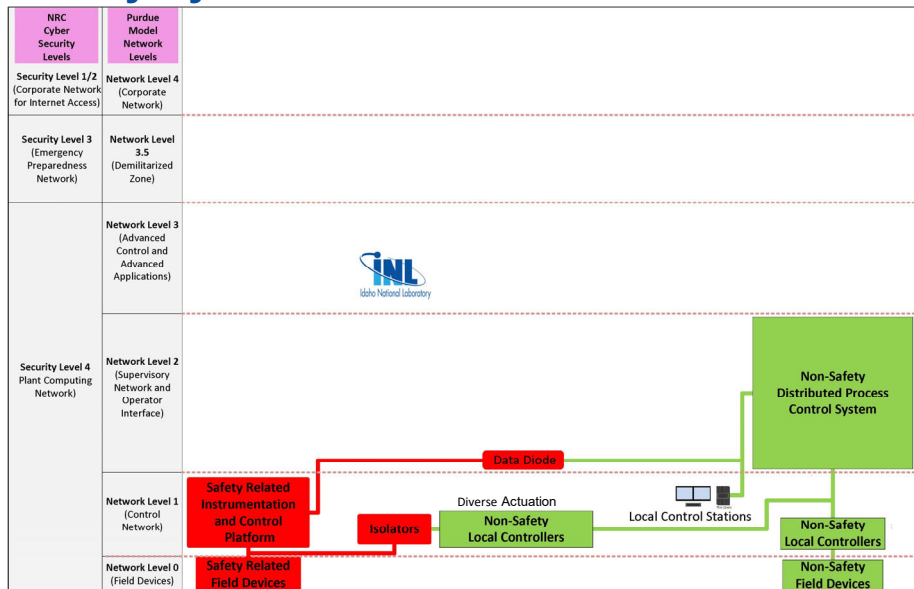 NRC
Cyber
Security
Levels
Purdue
Model
Network
Levels
Security Level 1/2
(Corporate Network
for Internet Access)
Network Level 4
(Corporate
Network)
Security Level 3
(Emergency
Preparedness
Network)
Network Level
3.5
(Demilitarized
Zone)
Network Level 3
(Advanced
Control and
Advanced
Applications)
INL
Idaho National Laboratory
Security Level 4
Plant Computing
Network)
Network Level 2
(Supervisory
Network and
Operator
Interface)
Non-Safety
Distributed Process
Control System
Data Diode
Network Level 1
(Control
Network)
Safety Related
Instrumentation
and Control
Platform
Isolators
Diverse Actuation
Non-Safety
Local Controllers
Local Control Stations
Non-Safety
Local Controllers
Network Level 0
(Field Devices)
Safety Related
Field Devices
Non-Safety
Field Devices